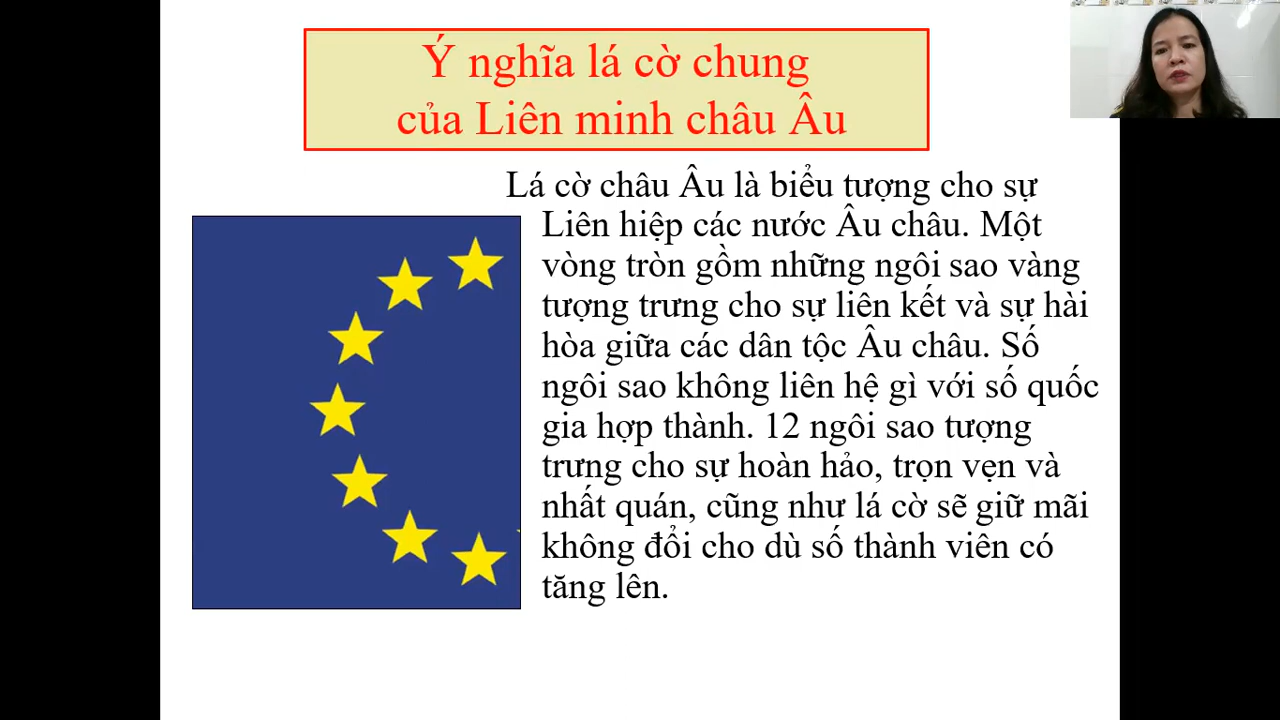 Ý nghĩa lá cờ chung
của Liên minh châu Âu
Lá cờ châu Âu là biểu tượng cho sự
Liên hiệp các nước Âu châu. Một
vòng tròn gồm những ngôi sao vàng
tượng trưng cho sự liên kết và sự hài
hòa giữa các dân tộc Âu châu. Số
ngôi sao không liên hệ gì với số quốc
gia hợp thành. 12 ngôi sao tượng
trưng cho sự hoàn hảo, trọn vẹn và
nhất quán, cũng như lá cờ sẽ giữ mãi
không đổi cho dù số thành viên có
tăng lên.